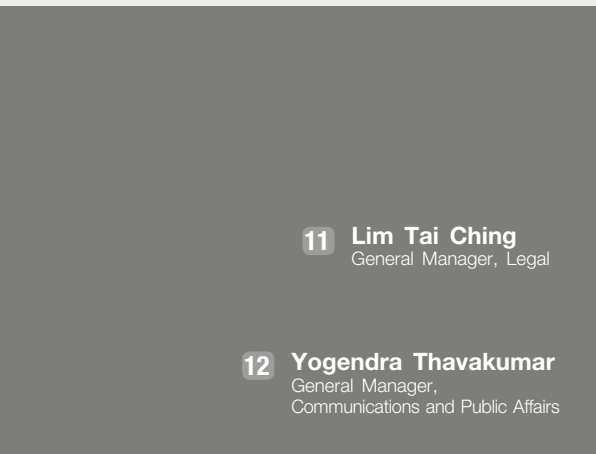 11 Lim Tai Ching
General Manager, Legal
12 Yogendra Thavakumar
General Manager,
Communications and Public Affairs